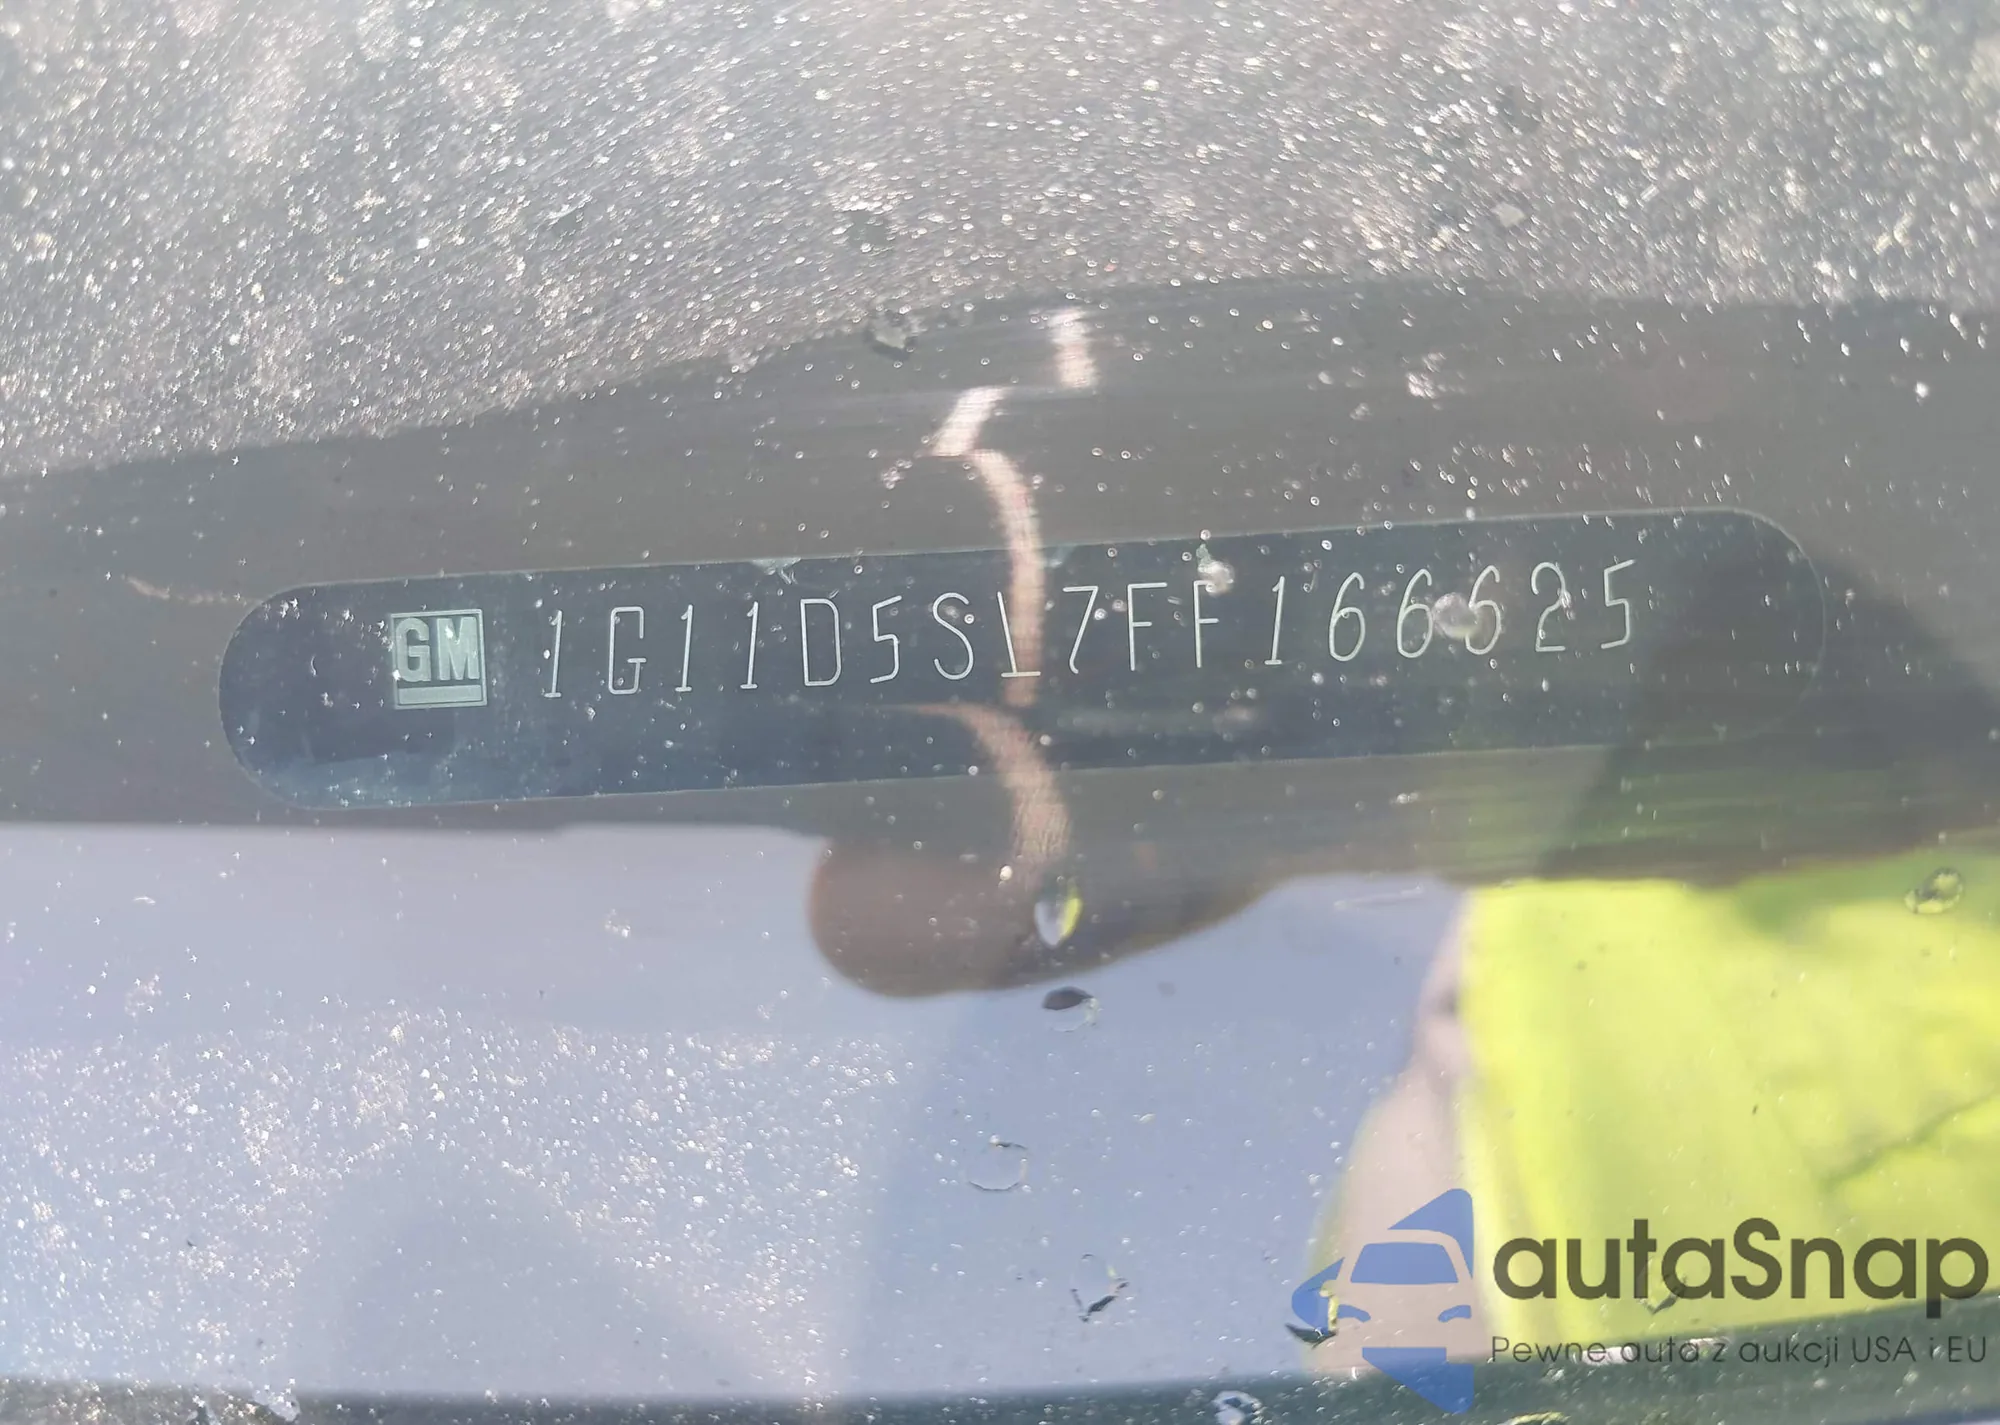 GM 1G11D5SL7FF166625
autaSnap
Pewne auta z aukcji USA i EU